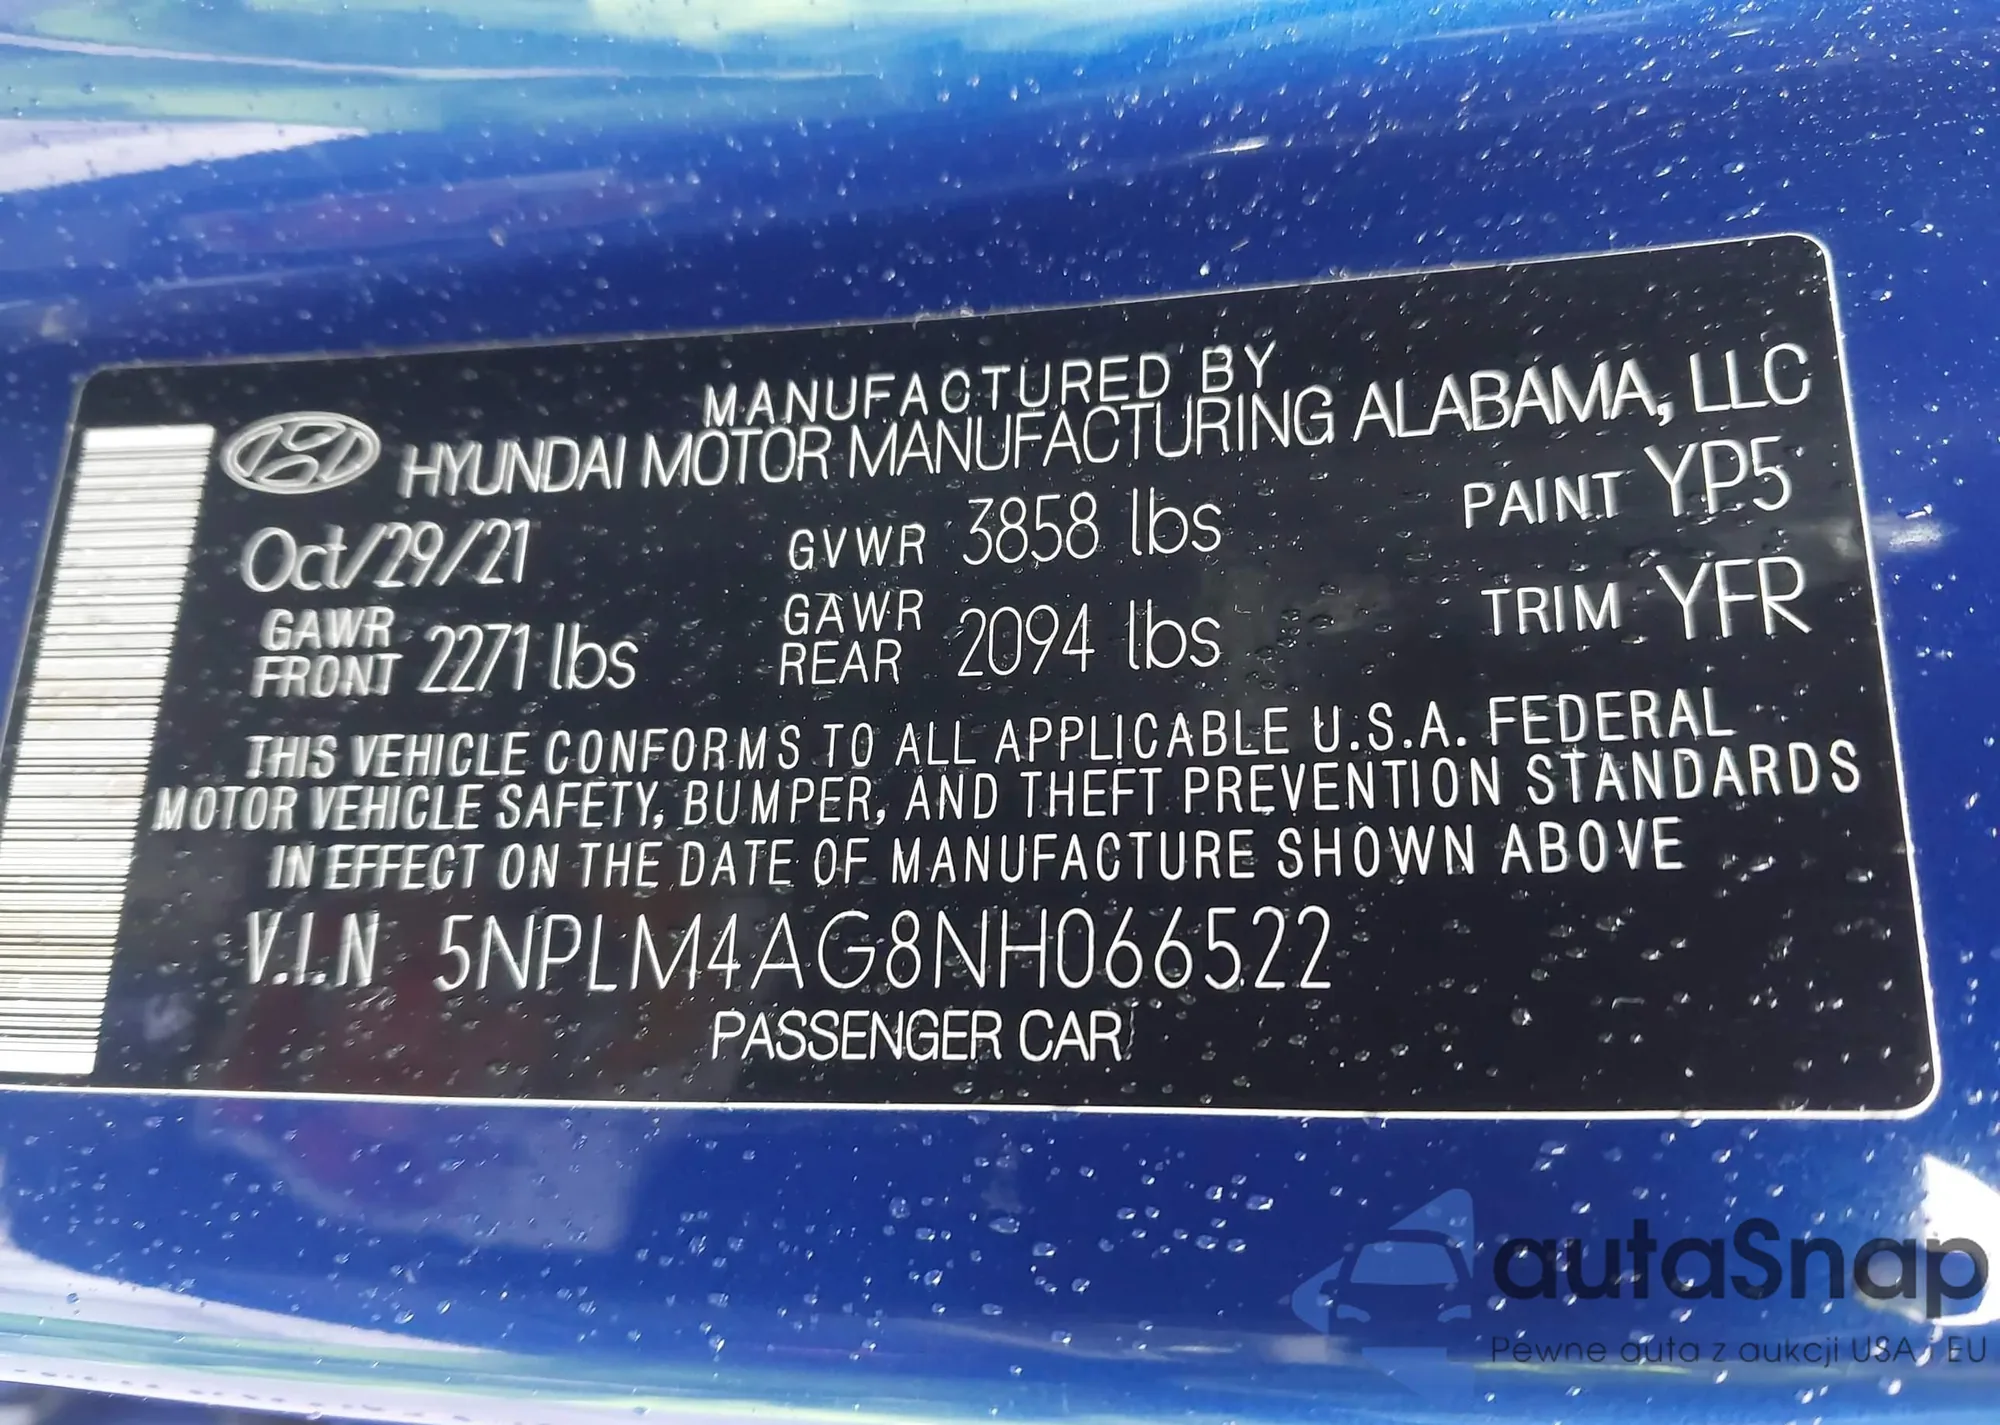 MANUFACTURED BY
HYUNDAI MOTOR MANUFACTURING ALABAMA, LLC
Oct/29/21 GVWR 3858 lbs PAINT YP5
GAWR FRONT 2271 lbs GAWR REAR 2094 lbs TRIM YFR
THIS VEHICLE CONFORMS TO ALL APPLICABLE U.S.A. FEDERAL
MOTOR VEHICLE SAFETY, BUMPER, AND THEFT PREVENTION STANDARDS
IN EFFECT ON THE DATE OF MANUFACTURE SHOWN ABOVE
V.I.N 5NPLM4AG8NH066522
PASSENGER CAR
autaSnap
Pewne auta z aukcji USA i EU